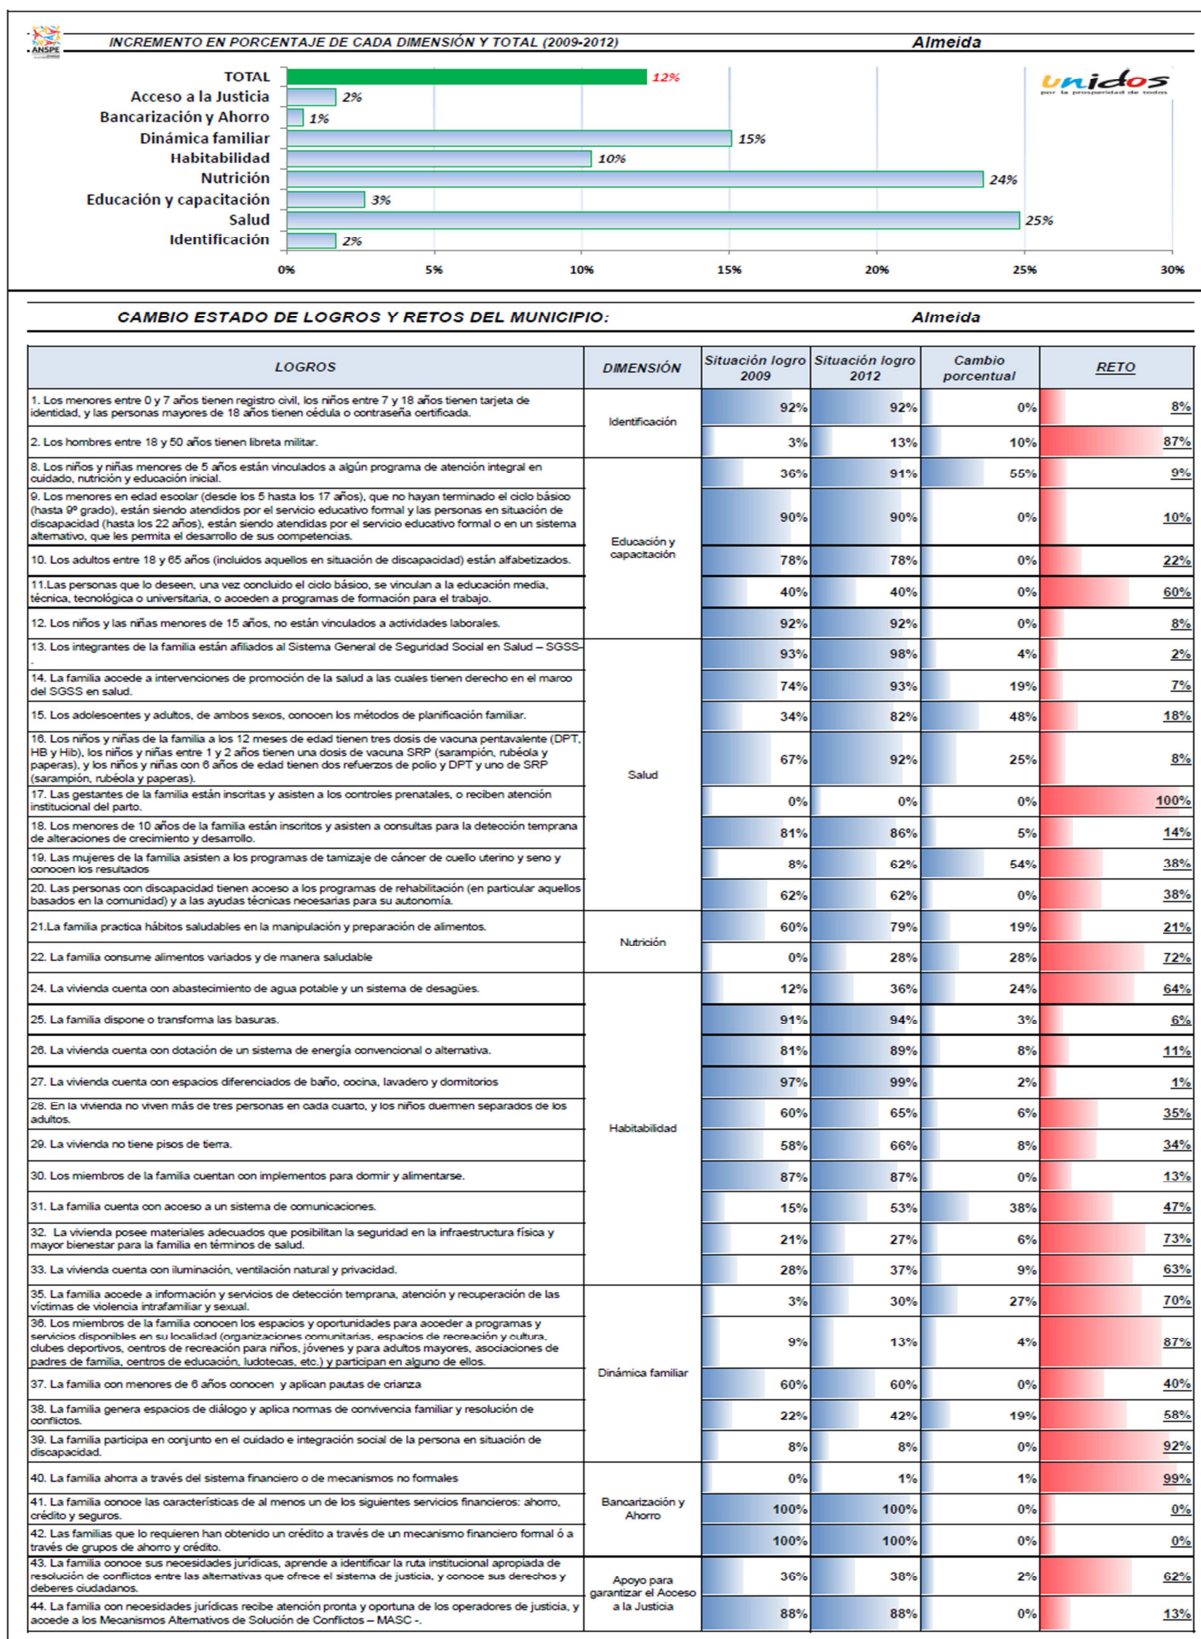 ANSPE
INCREMENTO EN PORCENTAJE DE CADA DIMENSIÓN Y TOTAL (2009-2012)
Almeida
unidos
por la prosperidad de todos
TOTAL 12%
Acceso a la Justicia 2%
Bancarización y Ahorro 1%
Dinámica familiar 15%
Habitabilidad 10%
Nutrición 24%
Educación y capacitación 3%
Salud 25%
Identificación 2%
0% 5% 10% 15% 20% 25% 30%
CAMBIO ESTADO DE LOGROS Y RETOS DEL MUNICIPIO: Almeida
LOGROS DIMENSIÓN Situación logro 2009 Situación logro 2012 Cambio porcentual RETO
Identificación
1. Los menores entre 0 y 7 años tienen registro civil, los niños entre 7 y 18 años tienen tarjeta de
identidad, y las personas mayores de 18 años tienen cédula o contraseña certificada.
92% 92% 0% 8%
2. Los hombres entre 18 y 50 años tienen libreta militar. 3% 13% 10% 87%
Educación y
capacitación
8. Los niños y niñas menores de 5 años están vinculados a algún programa de atención integral en
cuidado, nutrición y educación inicial.
36% 91% 55% 9%
9. Los menores en edad escolar (desde los 5 hasta los 17 años), que no hayan terminado el ciclo básico
(hasta 9º grado), están siendo atendidos por el servicio educativo formal y las personas en situación de
discapacidad (hasta los 22 años), están siendo atendidas por el servicio educativo formal o en un sistema
alternativo, que les permita el desarrollo de sus competencias.
90% 90% 0% 10%
10. Los adultos entre 18 y 65 años (incluidos aquellos en situación de discapacidad) están alfabetizados. 78% 78% 0% 22%
11.Las personas que lo deseen, una vez concluido el ciclo básico, se vinculan a la educación media,
técnica, tecnológica o universitaria, o acceden a programas de formación para el trabajo.
40% 40% 0% 60%
12. Los niños y las niñas menores de 15 años, no están vinculados a actividades laborales. 92% 92% 0% 8%
Salud
13. Los integrantes de la familia están afiliados al Sistema General de Seguridad Social en Salud – SGSS-
.
93% 98% 4% 2%
14. La familia accede a intervenciones de promoción de la salud a las cuales tienen derecho en el marco
del SGSS en salud.
74% 93% 19% 7%
15. Los adolescentes y adultos, de ambos sexos, conocen los métodos de planificación familiar. 34% 82% 48% 18%
16. Los niños y niñas de la familia a los 12 meses de edad tienen tres dosis de vacuna pentavalente (DPT,
HB y Hib), los niños y niñas entre 1 y 2 años tienen una dosis de vacuna SRP (sarampión, rubéola y
paperas), y los niños y niñas con 6 años de edad tienen dos refuerzos de polio y DPT y uno de SRP
(sarampión, rubéola y paperas).
67% 92% 25% 8%
17. Las gestantes de la familia están inscritas y asisten a los controles prenatales, o reciben atención
institucional del parto.
0% 0% 0% 100%
18. Los menores de 10 años de la familia están inscritos y asisten a consultas para la detección temprana
de alteraciones de crecimiento y desarrollo.
81% 86% 5% 14%
19. Las mujeres de la familia asisten a los programas de tamizaje de cáncer de cuello uterino y seno y
conocen los resultados
8% 62% 54% 38%
20. Las personas con discapacidad tienen acceso a los programas de rehabilitación (en particular aquellos
basados en la comunidad) y a las ayudas técnicas necesarias para su autonomía.
62% 62% 0% 38%
Nutrición
21.La familia practica hábitos saludables en la manipulación y preparación de alimentos. 60% 79% 19% 21%
22. La familia consume alimentos variados y de manera saludable 0% 28% 28% 72%
Habitabilidad
24. La vivienda cuenta con abastecimiento de agua potable y un sistema de desagües. 12% 36% 24% 64%
25. La familia dispone o transforma las basuras. 91% 94% 3% 6%
26. La vivienda cuenta con dotación de un sistema de energía convencional o alternativa. 81% 89% 8% 11%
27. La vivienda cuenta con espacios diferenciados de baño, cocina, lavadero y dormitorios 97% 99% 2% 1%
28. En la vivienda no viven más de tres personas en cada cuarto, y los niños duermen separados de los
adultos.
60% 65% 6% 35%
29. La vivienda no tiene pisos de tierra. 58% 66% 8% 34%
30. Los miembros de la familia cuentan con implementos para dormir y alimentarse. 87% 87% 0% 13%
31. La familia cuenta con acceso a un sistema de comunicaciones. 15% 53% 38% 47%
32. La vivienda posee materiales adecuados que posibilitan la seguridad en la infraestructura física y
mayor bienestar para la familia en términos de salud.
21% 27% 6% 73%
33. La vivienda cuenta con iluminación, ventilación natural y privacidad. 28% 37% 9% 63%
Dinámica familiar
35. La familia accede a información y servicios de detección temprana, atención y recuperación de las
víctimas de violencia intrafamiliar y sexual.
3% 30% 27% 70%
36. Los miembros de la familia conocen los espacios y oportunidades para acceder a programas y
servicios disponibles en su localidad (organizaciones comunitarias, espacios de recreación y cultura,
clubes deportivos, centros de recreación para niños, jóvenes y para adultos mayores, asociaciones de
padres de familia, centros de educación, ludotecas, etc.) y participan en alguno de ellos.
9% 13% 4% 87%
37. La familia con menores de 6 años conocen y aplican pautas de crianza 60% 60% 0% 40%
38. La familia genera espacios de diálogo y aplica normas de convivencia familiar y resolución de
conflictos.
22% 42% 19% 58%
39. La familia participa en conjunto en el cuidado e integración social de la persona en situación de
discapacidad.
8% 8% 0% 92%
Bancarización y
Ahorro
40. La familia ahorra a través del sistema financiero o de mecanismos no formales 0% 1% 1% 99%
41. La familia conoce las características de al menos un de los siguientes servicios financieros: ahorro,
crédito y seguros.
100% 100% 0% 0%
42. Las familias que lo requieren han obtenido un crédito a través de un mecanismo financiero formal ó a
través de grupos de ahorro y crédito.
100% 100% 0% 0%
Apoyo para
garantizar el Acceso
a la Justicia
43. La familia conoce sus necesidades jurídicas, aprende a identificar la ruta institucional apropiada de
resolución de conflictos entre las alternativas que ofrece el sistema de justicia, y conoce sus derechos y
deberes ciudadanos.
36% 38% 2% 62%
44. La familia con necesidades jurídicas recibe atención pronta y oportuna de los operadores de justicia, y
accede a los Mecanismos Alternativos de Solución de Conflictos – MASC -.
88% 88% 0% 13%